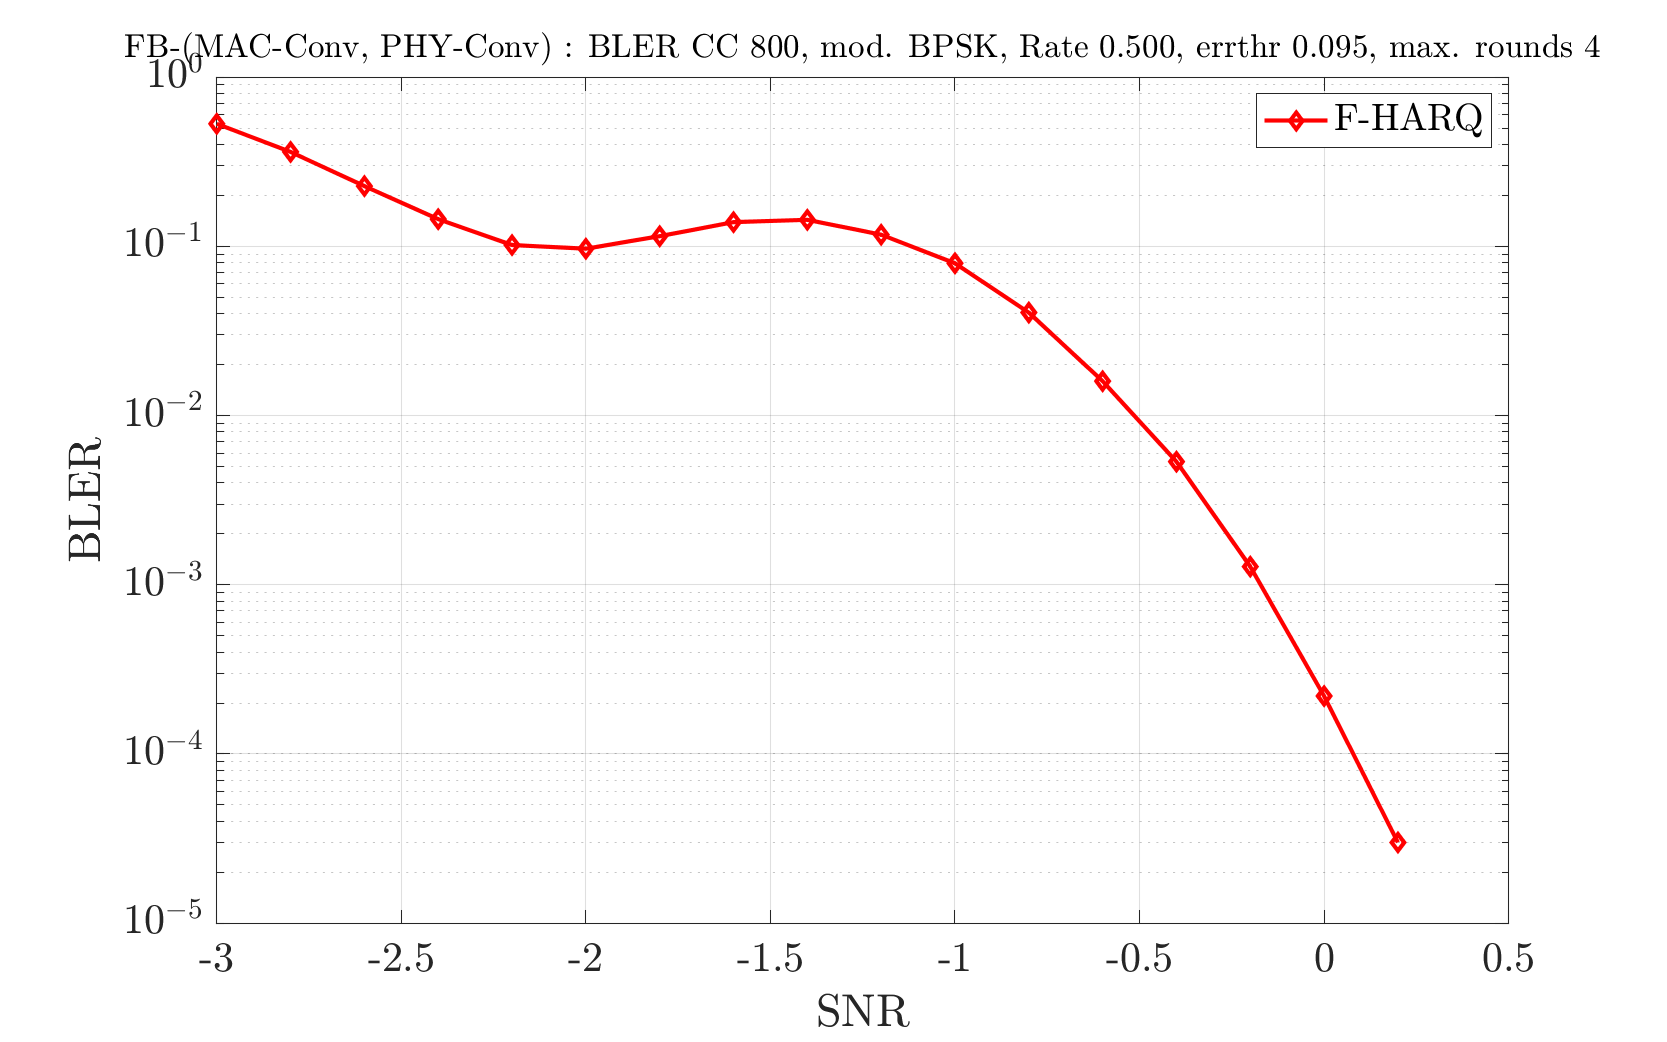 FB-(MAC-Conv, PHY-Conv) : BLER CC 800, mod. BPSK, Rate 0.500, errthr 0.095, max. rounds 4
10^0
F-HARQ
10^−1
10^−2
BLER
10^−3
10^−4
10^−5
-3 -2.5 -2 -1.5 -1 -0.5 0 0.5
SNR